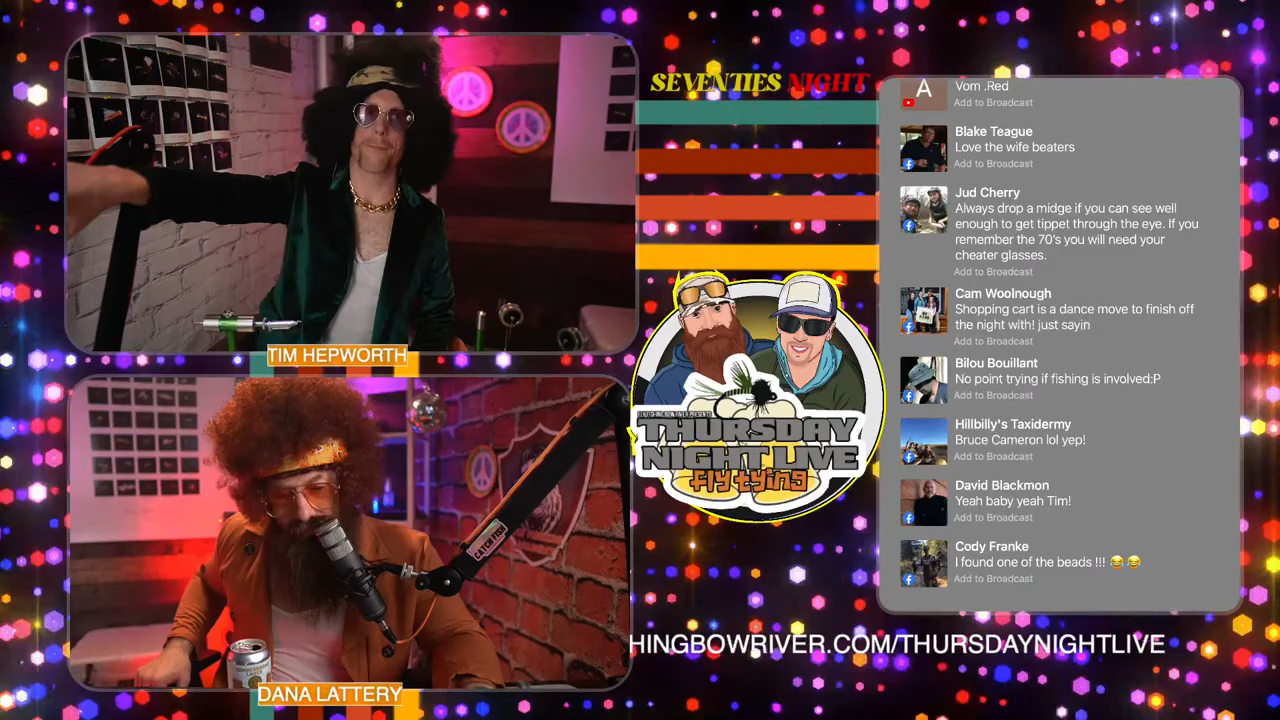 SEVENTIES NIGHT
TIM HEPWORTH
DANA LATTERY
CATCH FISH
THURSDAY
NIGHT LIVE
fly tying
A
Vom .Red
Add to Broadcast
Blake Teague
Love the wife beaters
Add to Broadcast
Jud Cherry
Always drop a midge if you can see well
enough to get tippet through the eye. If you
remember the 70's you will need your
cheater glasses.
Add to Broadcast
Cam Woolnough
Shopping cart is a dance move to finish off
the night with! just sayin
Add to Broadcast
Bilou Bouillant
No point trying if fishing is involved:P
Add to Broadcast
Hillbilly's Taxidermy
Bruce Cameron lol yep!
Add to Broadcast
David Blackmon
Yeah baby yeah Tim!
Add to Broadcast
Cody Franke
I found one of the beads !!! 😂😂
Add to Broadcast
HINGBOWRIVER.COM/THURSDAYNIGHTLIVE